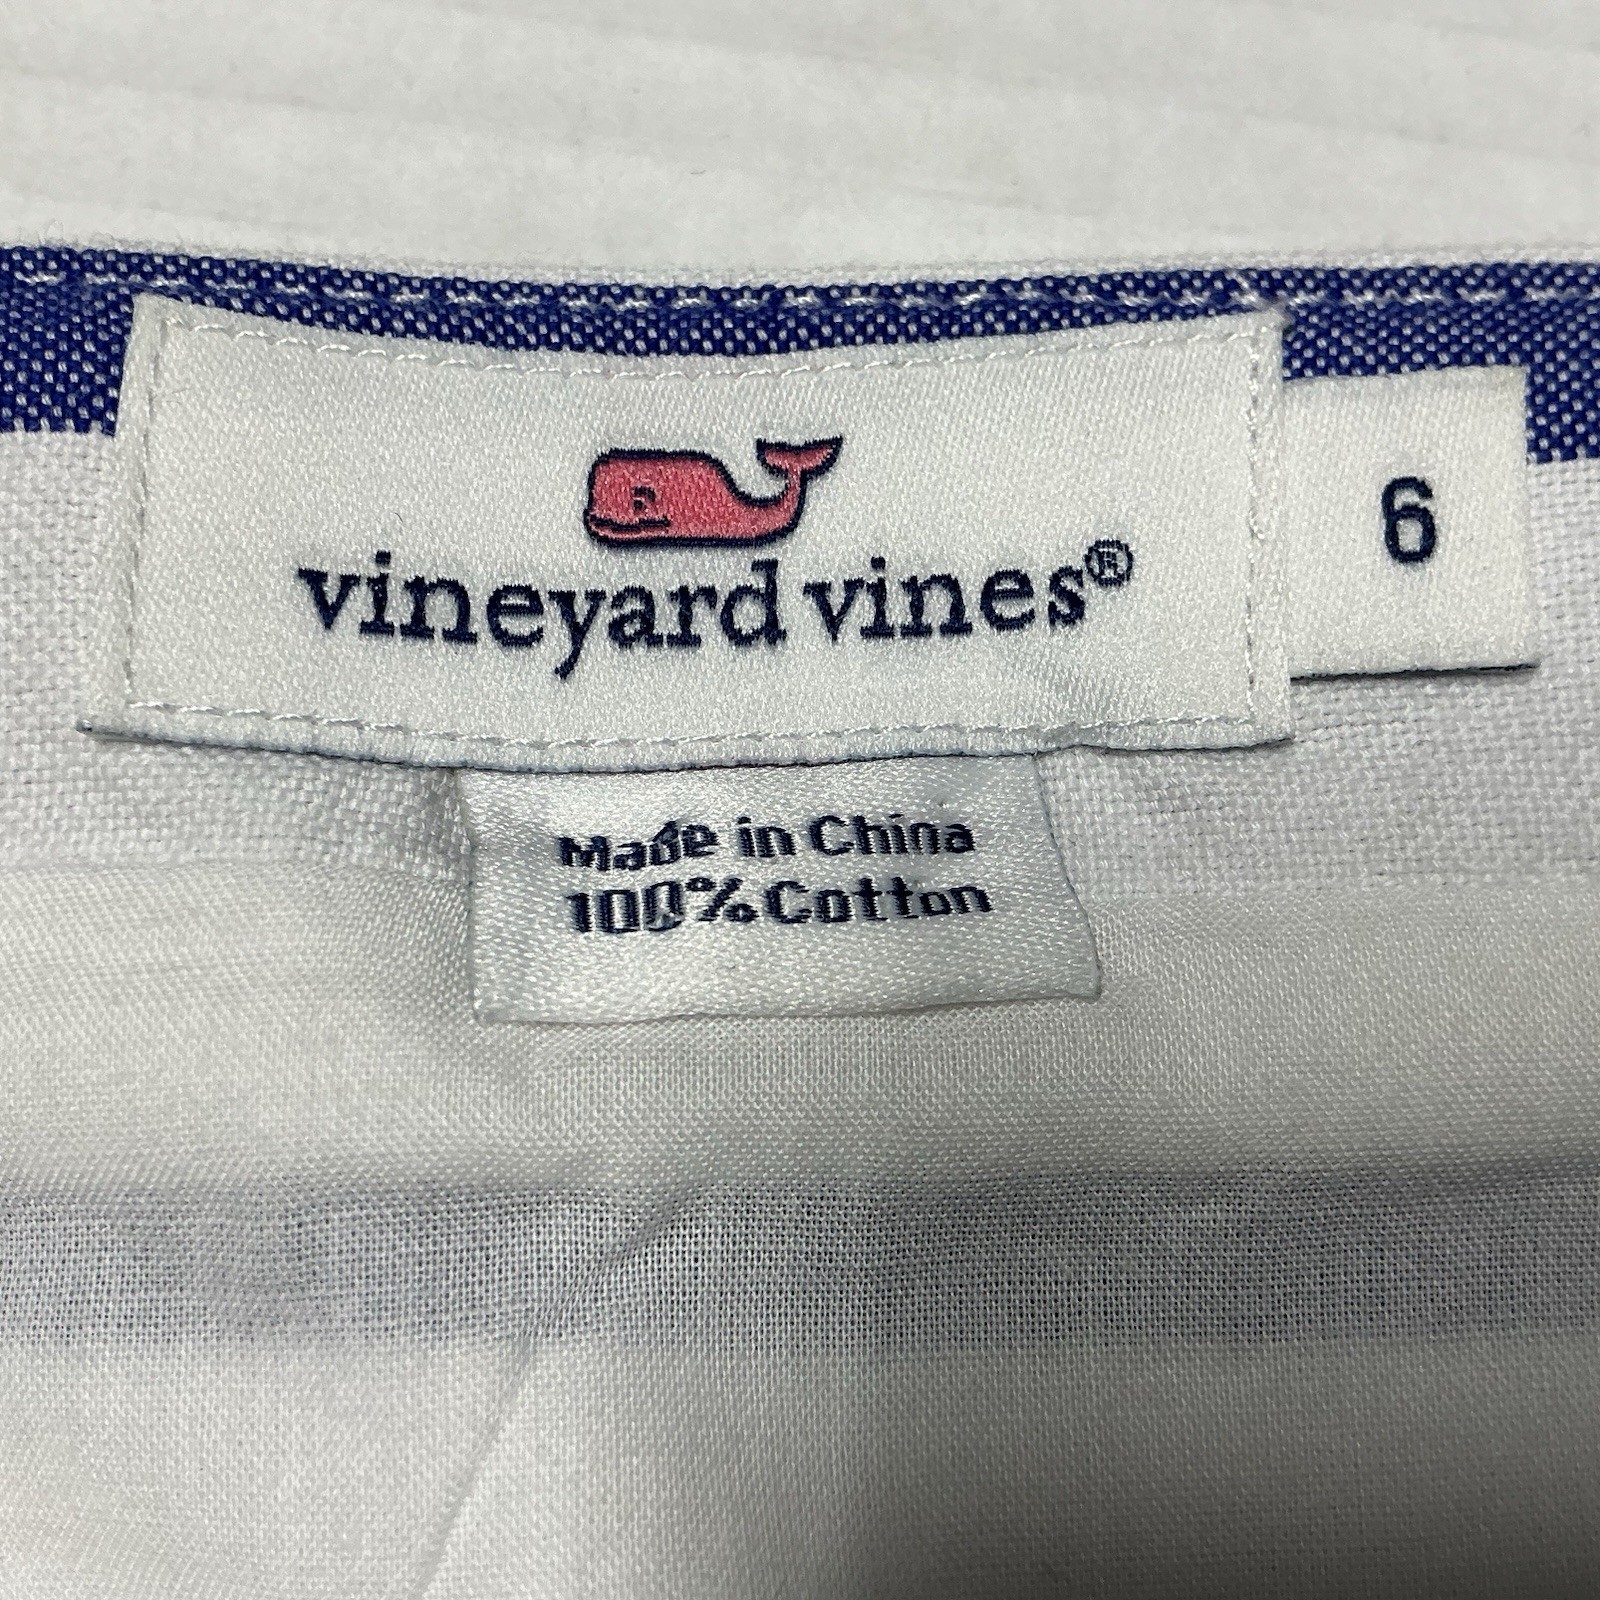 vineyard vines®
6
Made in China
100% Cotton